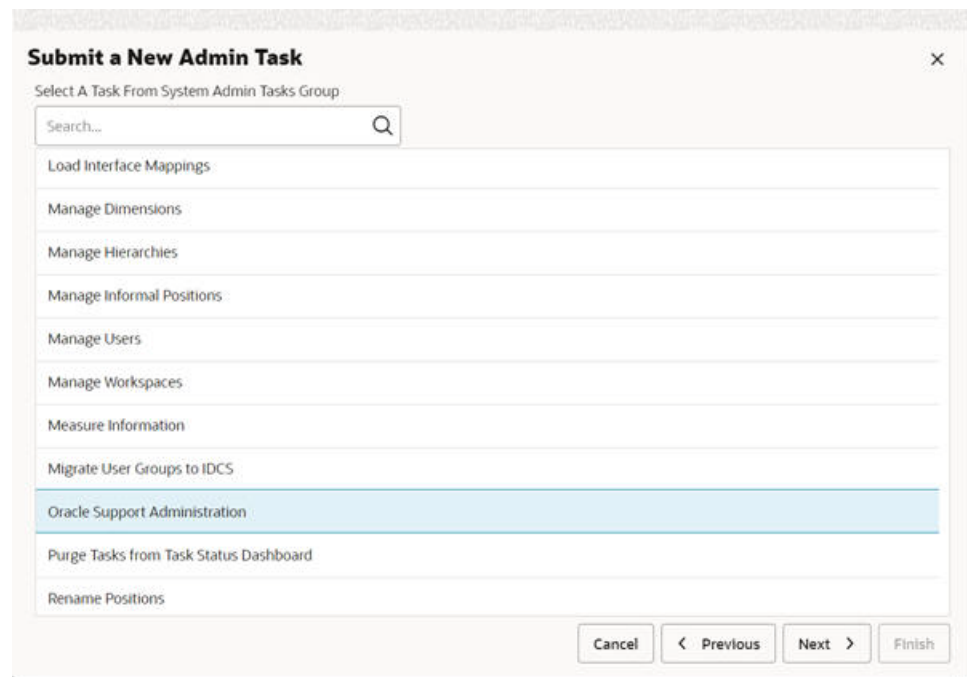 Submit a New Admin Task
Select A Task From System Admin Tasks Group
Search...
Load Interface Mappings
Manage Dimensions
Manage Hierarchies
Manage Informal Positions
Manage Users
Manage Workspaces
Measure Information
Migrate User Groups to IDCS
Oracle Support Administration
Purge Tasks from Task Status Dashboard
Rename Positions
Cancel Previous Next Finish